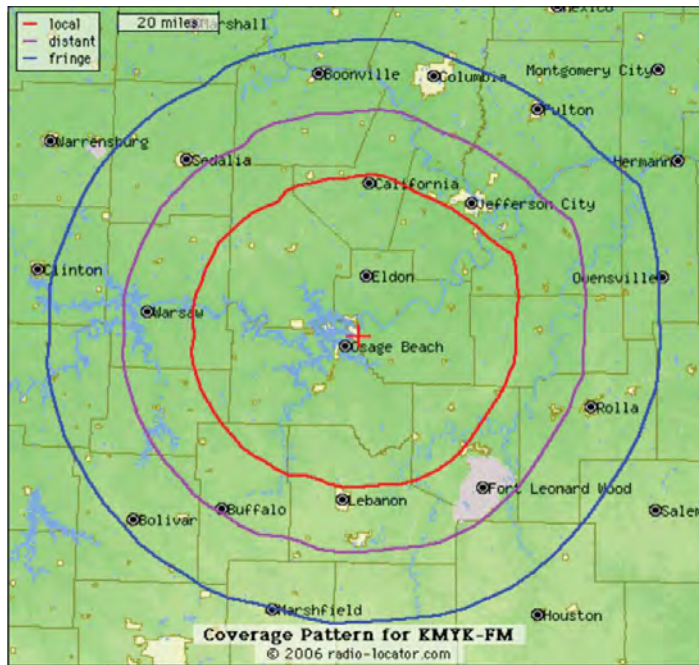 Mexico
local
20 miles
Marshall
distant
fringe
Boonville
Columbia
Montgomery City
Fulton
Warrensburg
Sedalia
Hermann
California
Jefferson City
Clinton
Eldon
Owensville
Warsaw
Osage Beach
Rolla
Lebanon
Fort Leonard Wood
Buffalo
Bolivar
Salem
Marshfield
Houston
Coverage Pattern for KMYK-FM
© 2006 radio-locator.com